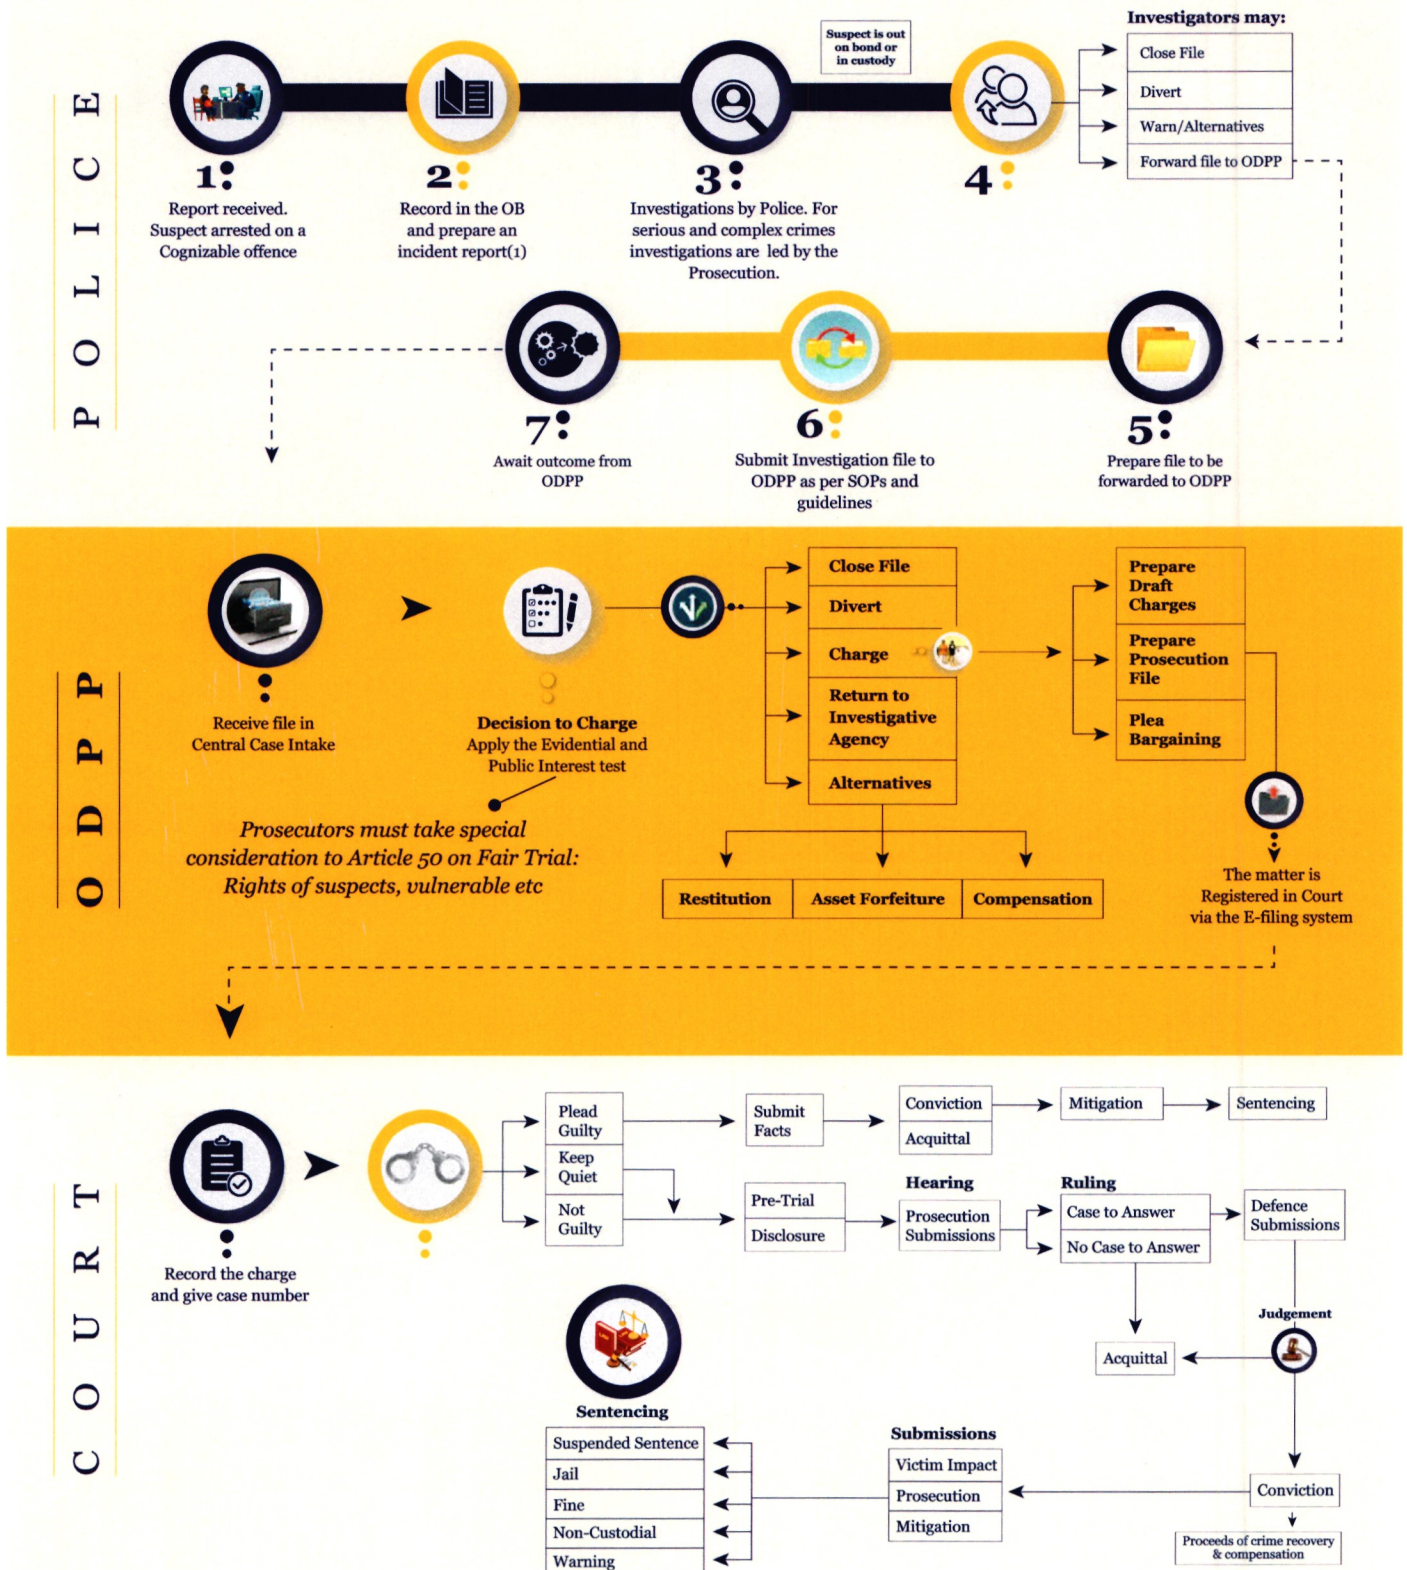 POLICE
Investigators may:
Suspect is out
on bond or
in custody
Close File
Divert
Warn/Alternatives
Forward file to ODPP
1
Report received.
Suspect arrested on a
Cognizable offence
2
Record in the OB
and prepare an
incident report(1)
3
Investigations by Police. For
serious and complex crimes
investigations are led by the
Prosecution.
4
7
Await outcome from
ODPP
6
Submit Investigation file to
ODPP as per SOPs and
guidelines
5
Prepare file to be
forwarded to ODPP
ODPP
Receive file in
Central Case Intake
Decision to Charge
Apply the Evidential and
Public Interest test
Prosecutors must take special
consideration to Article 50 on Fair Trial:
Rights of suspects, vulnerable etc
Close File
Divert
Charge
Return to
Investigative
Agency
Alternatives
Restitution
Asset Forfeiture
Compensation
Prepare
Draft
Charges
Prepare
Prosecution
File
Plea
Bargaining
The matter is
Registered in Court
via the E-filing system
COURT
Record the charge
and give case number
Plead
Guilty
Keep
Quiet
Not
Guilty
Submit
Facts
Conviction
Acquittal
Mitigation
Sentencing
Pre-Trial
Disclosure
Hearing
Prosecution
Submissions
Ruling
Case to Answer
No Case to Answer
Defence
Submissions
Judgement
Acquittal
Conviction
Proceeds of crime recovery
& compensation
Submissions
Victim Impact
Prosecution
Mitigation
Sentencing
Suspended Sentence
Jail
Fine
Non-Custodial
Warning